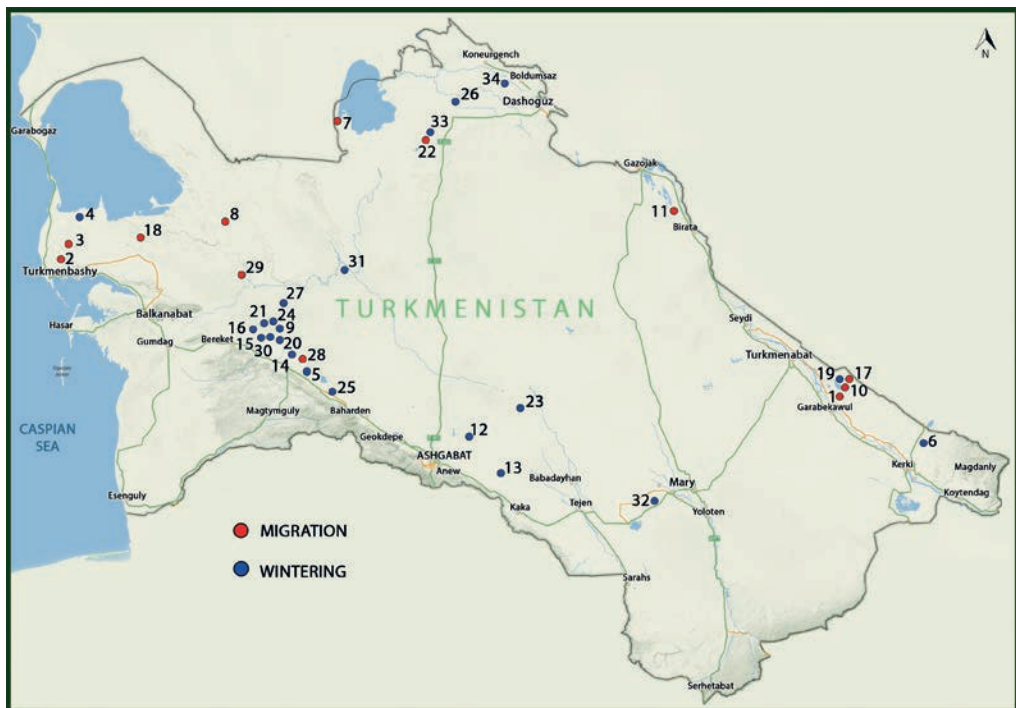 N
Koneurgench
34
Boldumsaz
26
Dashoguz
7
33
22
Garabogaz
Gazojak
11
Birata
4
8
18
3
2
Turkmenbashy
29
31
27
TURKMENISTAN
Balkanabat
Hasar
Gumdag
21
24
16
9
Bereket
15
30
20
14
28
5
25
Seydi
Turkmenabat
19
17
10
1
Garabekawul
Magtymguly
Baharden
23
CASPIAN
SEA
Geokdepe
12
6
ASHGABAT
Anew
13
Babadayhan
Kerki
Magdanly
Koytendag
Mary
Esenguly
Kaka
Tejen
32
Yoloten
MIGRATION
WINTERING
Sarahs
Serhetabat